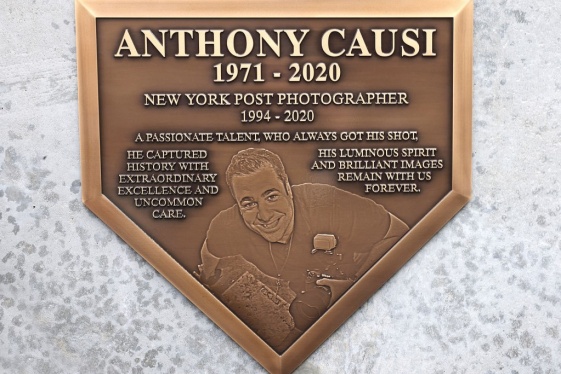 ANTHONY CAUSI
1971 - 2020
NEW YORK POST PHOTOGRAPHER
1994 - 2020
A PASSIONATE TALENT, WHO ALWAYS GOT HIS SHOT,
HE CAPTURED
HISTORY WITH
EXTRAORDINARY
EXCELLENCE AND
UNCOMMON
CARE.
HIS LUMINOUS SPIRIT
AND BRILLIANT IMAGES
REMAIN WITH US
FOREVER.